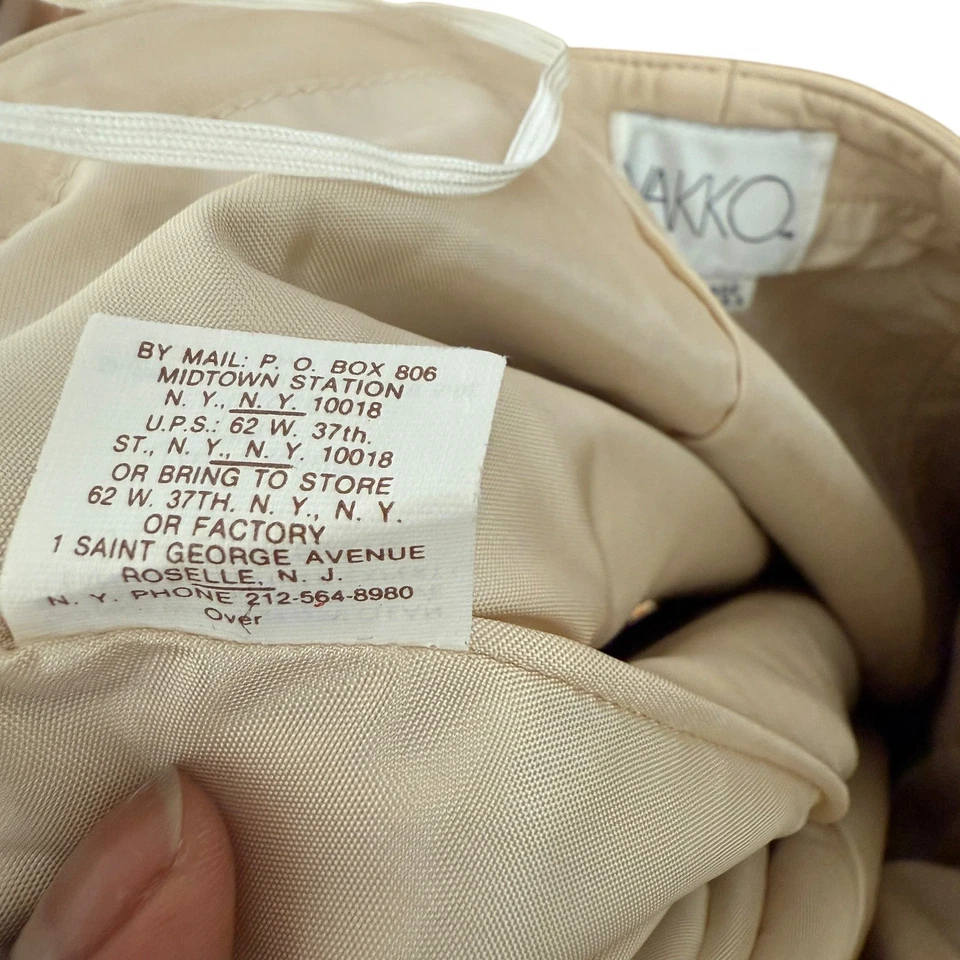 BY MAIL: P. O. BOX 806
MIDTOWN STATION
N. Y., N. Y. 10018
U.P.S.: 62 W. 37th.
ST., N. Y., N. Y. 10018
OR BRING TO STORE
62 W. 37TH. N. Y., N. Y.
OR FACTORY
1 SAINT GEORGE AVENUE
ROSELLE, N. J.
N. Y. PHONE 212-564-8980
Over
AKKO